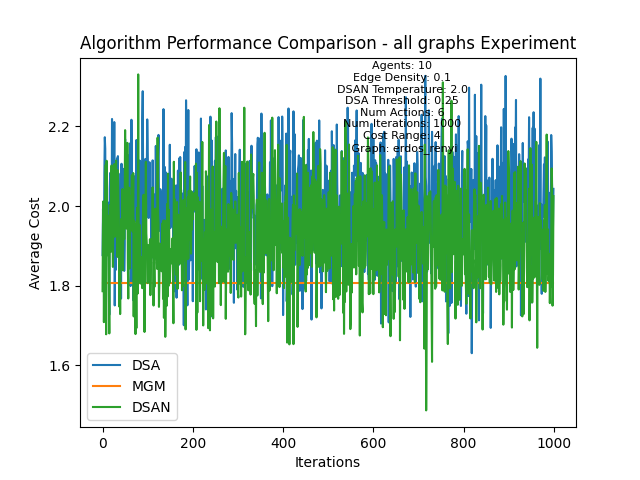 Algorithm Performance Comparison - all graphs Experiment
Agents: 10
Edge Density: 0.1
DSAN Temperature: 2.0
DSA Threshold: 0.25
Num Actions: 6
Num Iterations: 1000
Cost Range: 4
Graph: erdos_renyi
Average Cost
2.2
2.0
1.8
1.6
DSA
MGM
DSAN
0
200
400
600
800
1000
Iterations